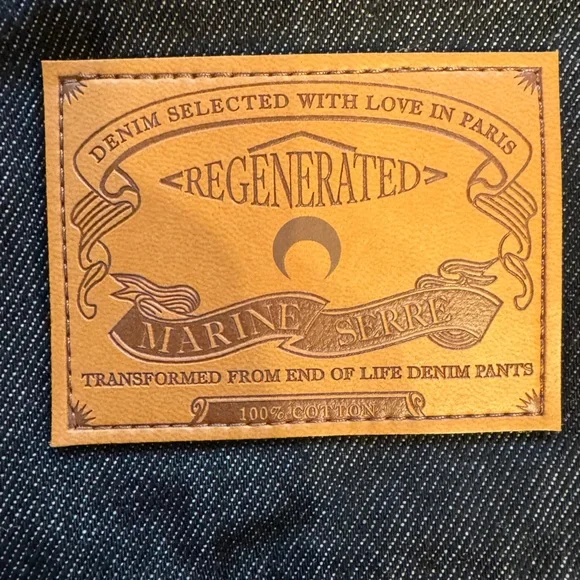 DENIM SELECTED WITH LOVE IN PARIS
<REGENERATED>
MARINE SERRE
TRANSFORMED FROM END OF LIFE DENIM PANTS
100% COTTON